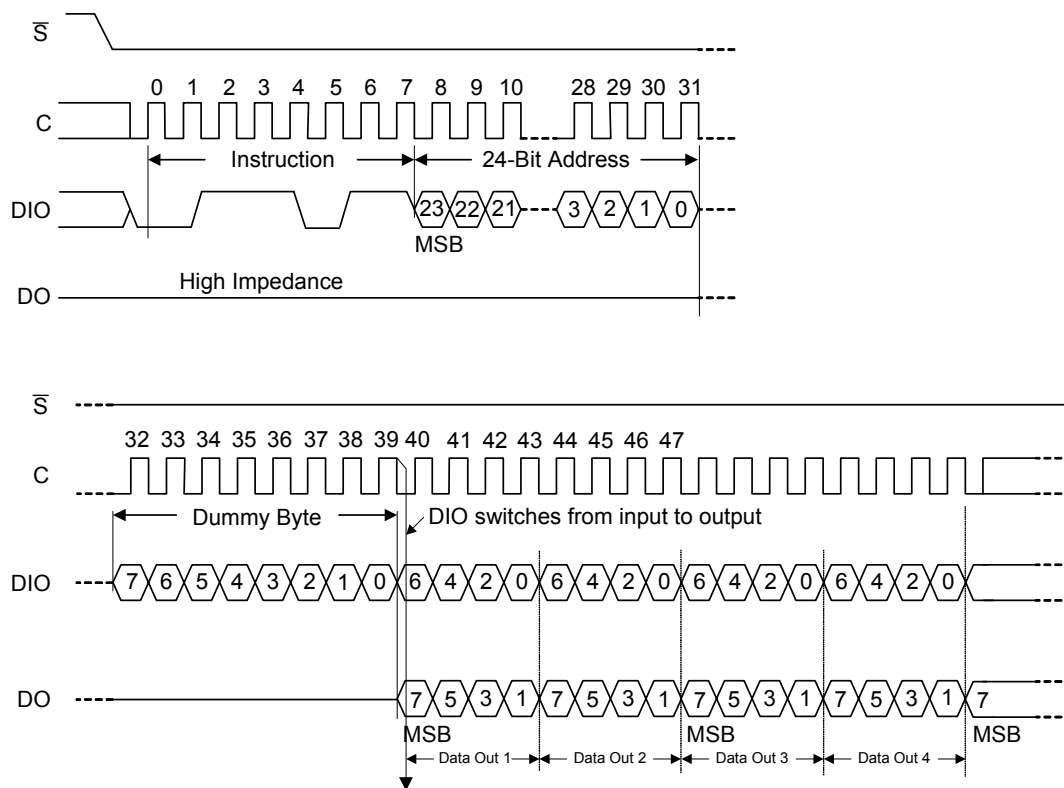 S̅
0 1 2 3 4 5 6 7 8 9 10 28 29 30 31
C
Instruction 24-Bit Address
DIO 23 22 21 3 2 1 0
MSB
High Impedance
DO
S̅
32 33 34 35 36 37 38 39 40 41 42 43 44 45 46 47
C
Dummy Byte DIO switches from input to output
DIO 7 6 5 4 3 2 1 0 6 4 2 0 6 4 2 0 6 4 2 0 6 4 2 0
DO 7 5 3 1 7 5 3 1 7 5 3 1 7 5 3 1 7
MSB MSB MSB
Data Out 1 Data Out 2 Data Out 3 Data Out 4